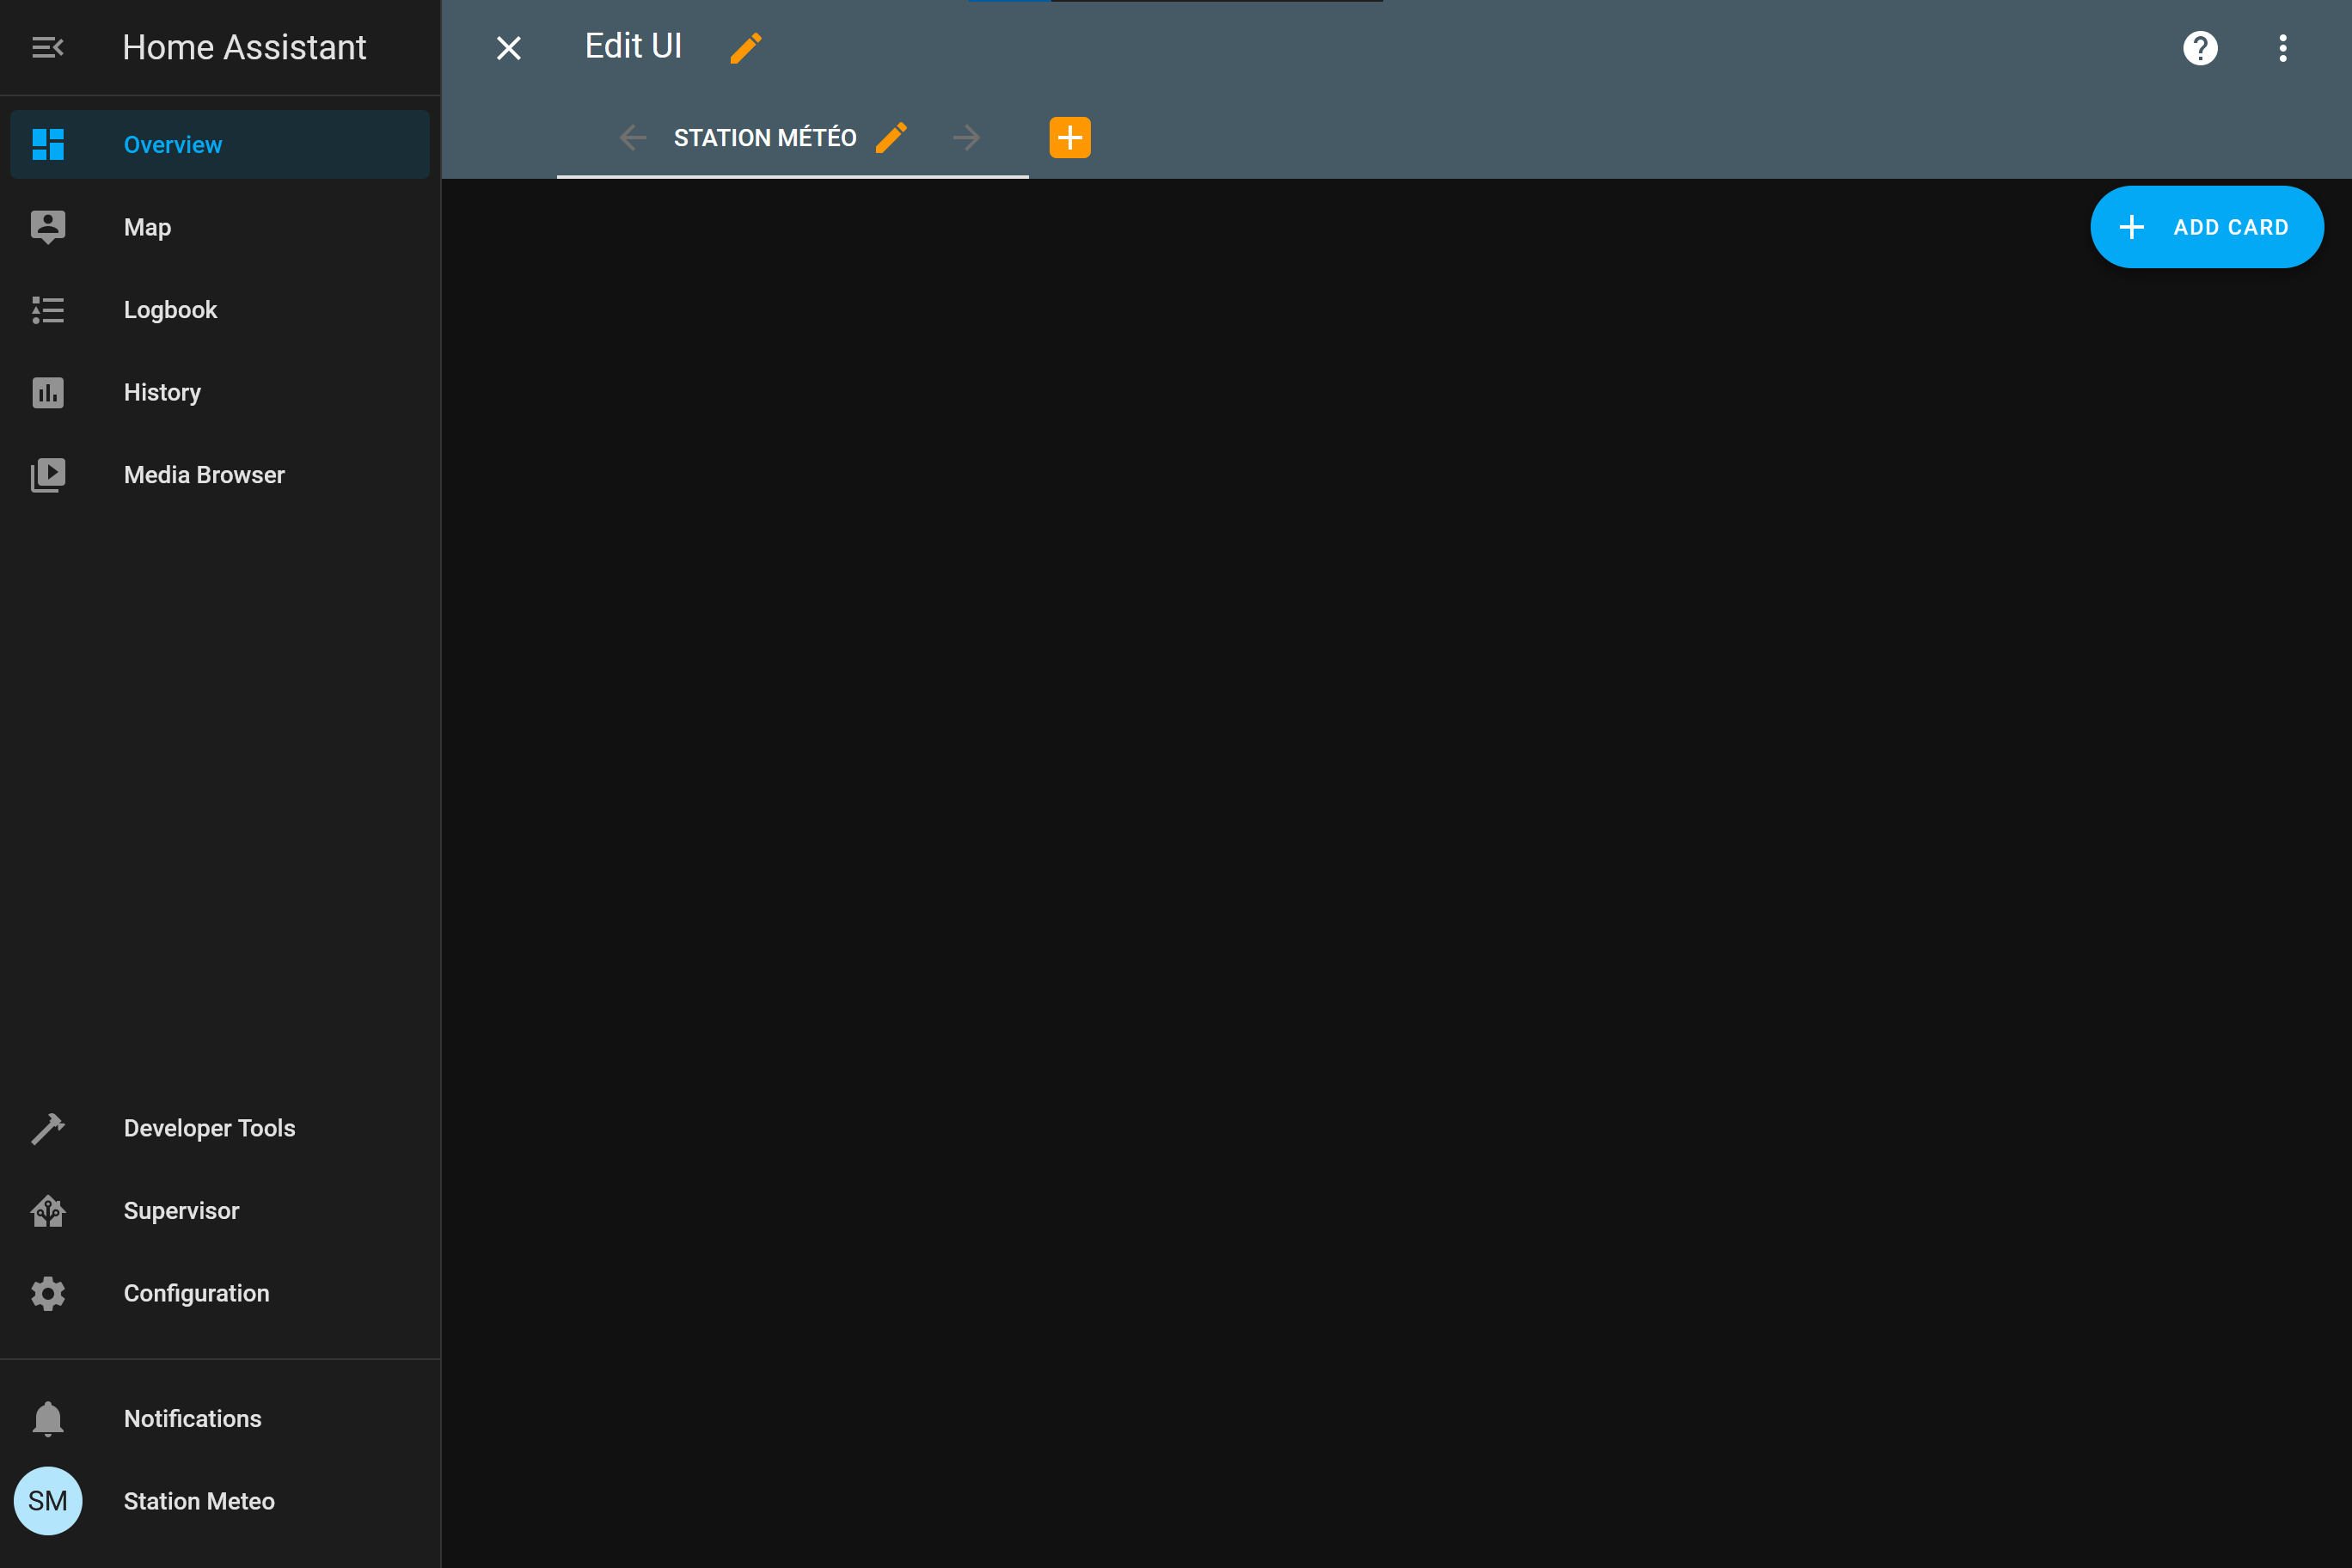 Home Assistant
Edit UI
Overview
STATION MÉTÉO
Map
ADD CARD
Logbook
History
Media Browser
Developer Tools
Supervisor
Configuration
Notifications
SM
Station Meteo